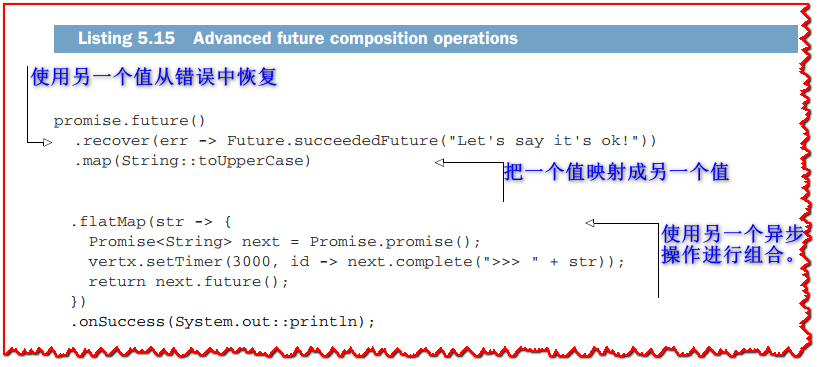 Listing 5.15 Advanced future composition operations
使用另一个值从错误中恢复
promise.future()
.recover(err -> Future.succeededFuture("Let's say it's ok!"))
.map(String::toUpperCase)
把一个值映射成另一个值
.flatMap(str -> {
使用另一个异步
Promise<String> next = Promise.promise();
操作进行组合。
vertx.setTimer(3000, id -> next.complete(">>> " + str));
return next.future();
})
.onSuccess(System.out::println);